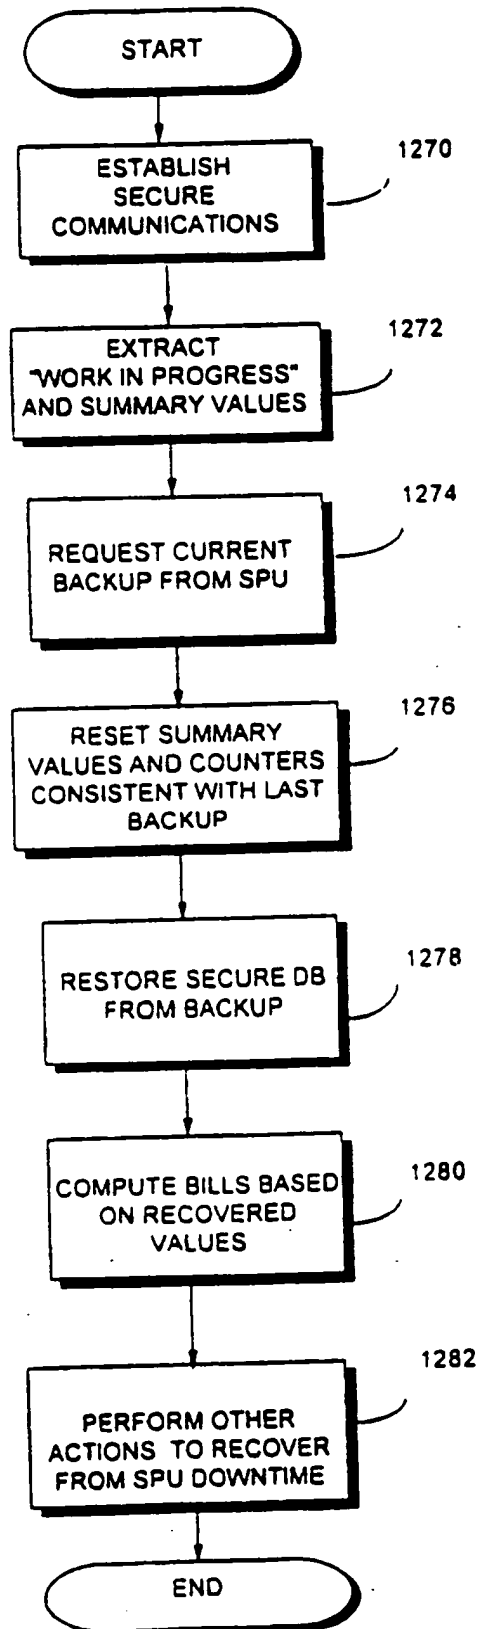 START
1270
ESTABLISH
SECURE
COMMUNICATIONS
1272
EXTRACT
"WORK IN PROGRESS"
AND SUMMARY VALUES
1274
REQUEST CURRENT
BACKUP FROM SPU
1276
RESET SUMMARY
VALUES AND COUNTERS
CONSISTENT WITH LAST
BACKUP
1278
RESTORE SECURE DB
FROM BACKUP
1280
COMPUTE BILLS BASED
ON RECOVERED
VALUES
1282
PERFORM OTHER
ACTIONS TO RECOVER
FROM SPU DOWNTIME
END